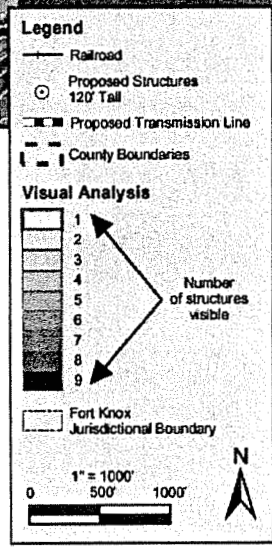 Legend
Railroad
Proposed Structures
120' Tall
Proposed Transmission Line
County Boundaries
Visual Analysis
1
2
3
4
5
6
7
8
9
Number
of structures
visible
Fort Knox
Jurisdictional Boundary
N
1" = 1000'
0 500' 1000'